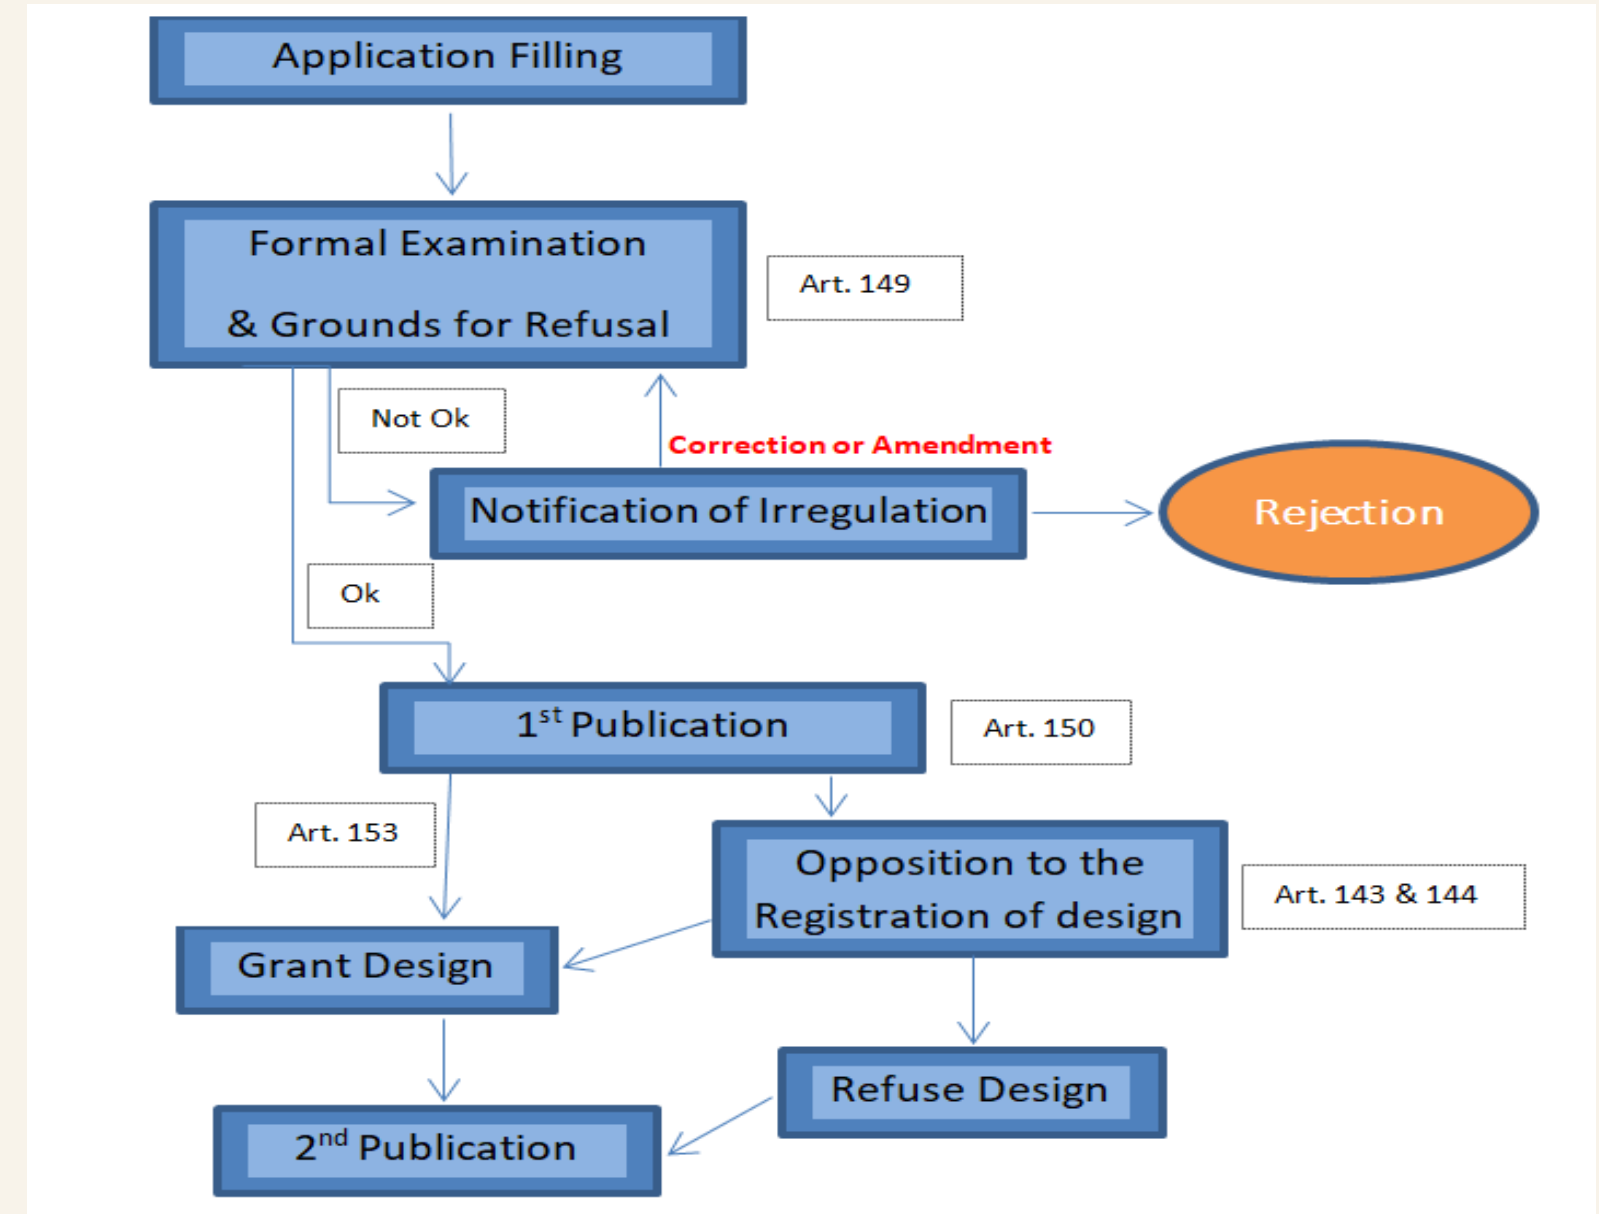 Application Filling
Formal Examination
& Grounds for Refusal
Art. 149
Not Ok
Correction or Amendment
Notification of Irregulation
Rejection
Ok
1st Publication
Art. 150
Art. 153
Opposition to the
Registration of design
Art. 143 & 144
Grant Design
Refuse Design
2nd Publication